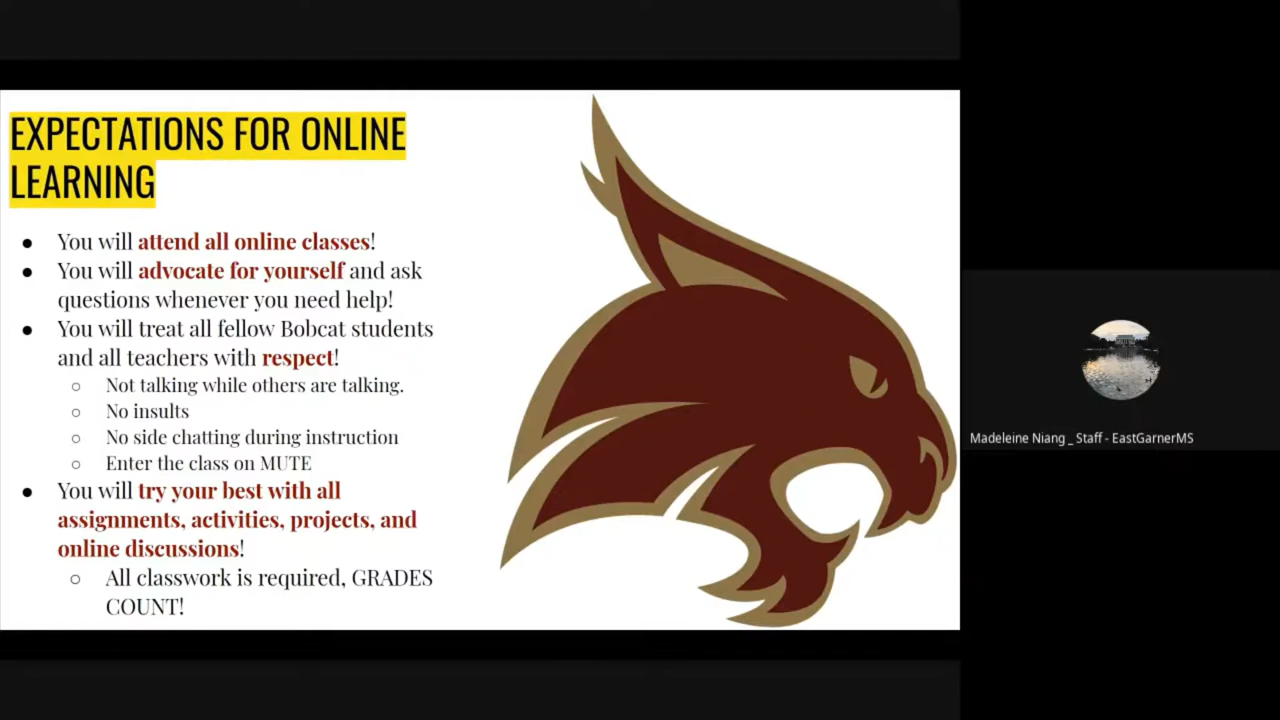 EXPECTATIONS FOR ONLINE
LEARNING
● You will attend all online classes!
● You will advocate for yourself and ask
questions whenever you need help!
● You will treat all fellow Bobcat students
and all teachers with respect!
○ Not talking while others are talking.
○ No insults
○ No side chatting during instruction
○ Enter the class on MUTE
● You will try your best with all
assignments, activities, projects, and
online discussions!
○ All classwork is required, GRADES
COUNT!
Madeleine Niang _ Staff - EastGarnerMS